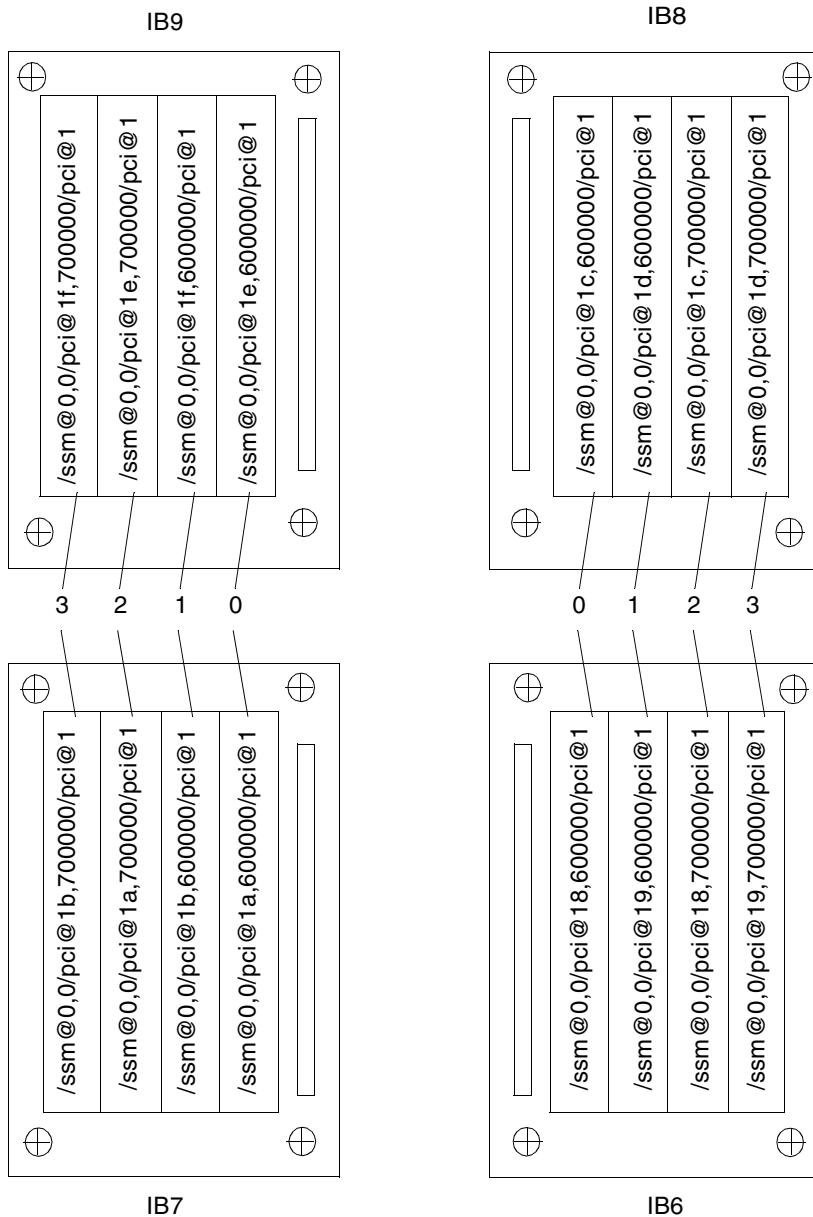 IB9
IB8
/ssm@0,0/pci@1f,700000/pci@1
/ssm@0,0/pci@1e,700000/pci@1
/ssm@0,0/pci@1f,600000/pci@1
/ssm@0,0/pci@1e,600000/pci@1
/ssm@0,0/pci@1c,600000/pci@1
/ssm@0,0/pci@1d,600000/pci@1
/ssm@0,0/pci@1c,700000/pci@1
/ssm@0,0/pci@1d,700000/pci@1
3 2 1 0
0 1 2 3
/ssm@0,0/pci@1b,700000/pci@1
/ssm@0,0/pci@1a,700000/pci@1
/ssm@0,0/pci@1b,600000/pci@1
/ssm@0,0/pci@1a,600000/pci@1
/ssm@0,0/pci@18,600000/pci@1
/ssm@0,0/pci@19,600000/pci@1
/ssm@0,0/pci@18,700000/pci@1
/ssm@0,0/pci@19,700000/pci@1
IB7
IB6